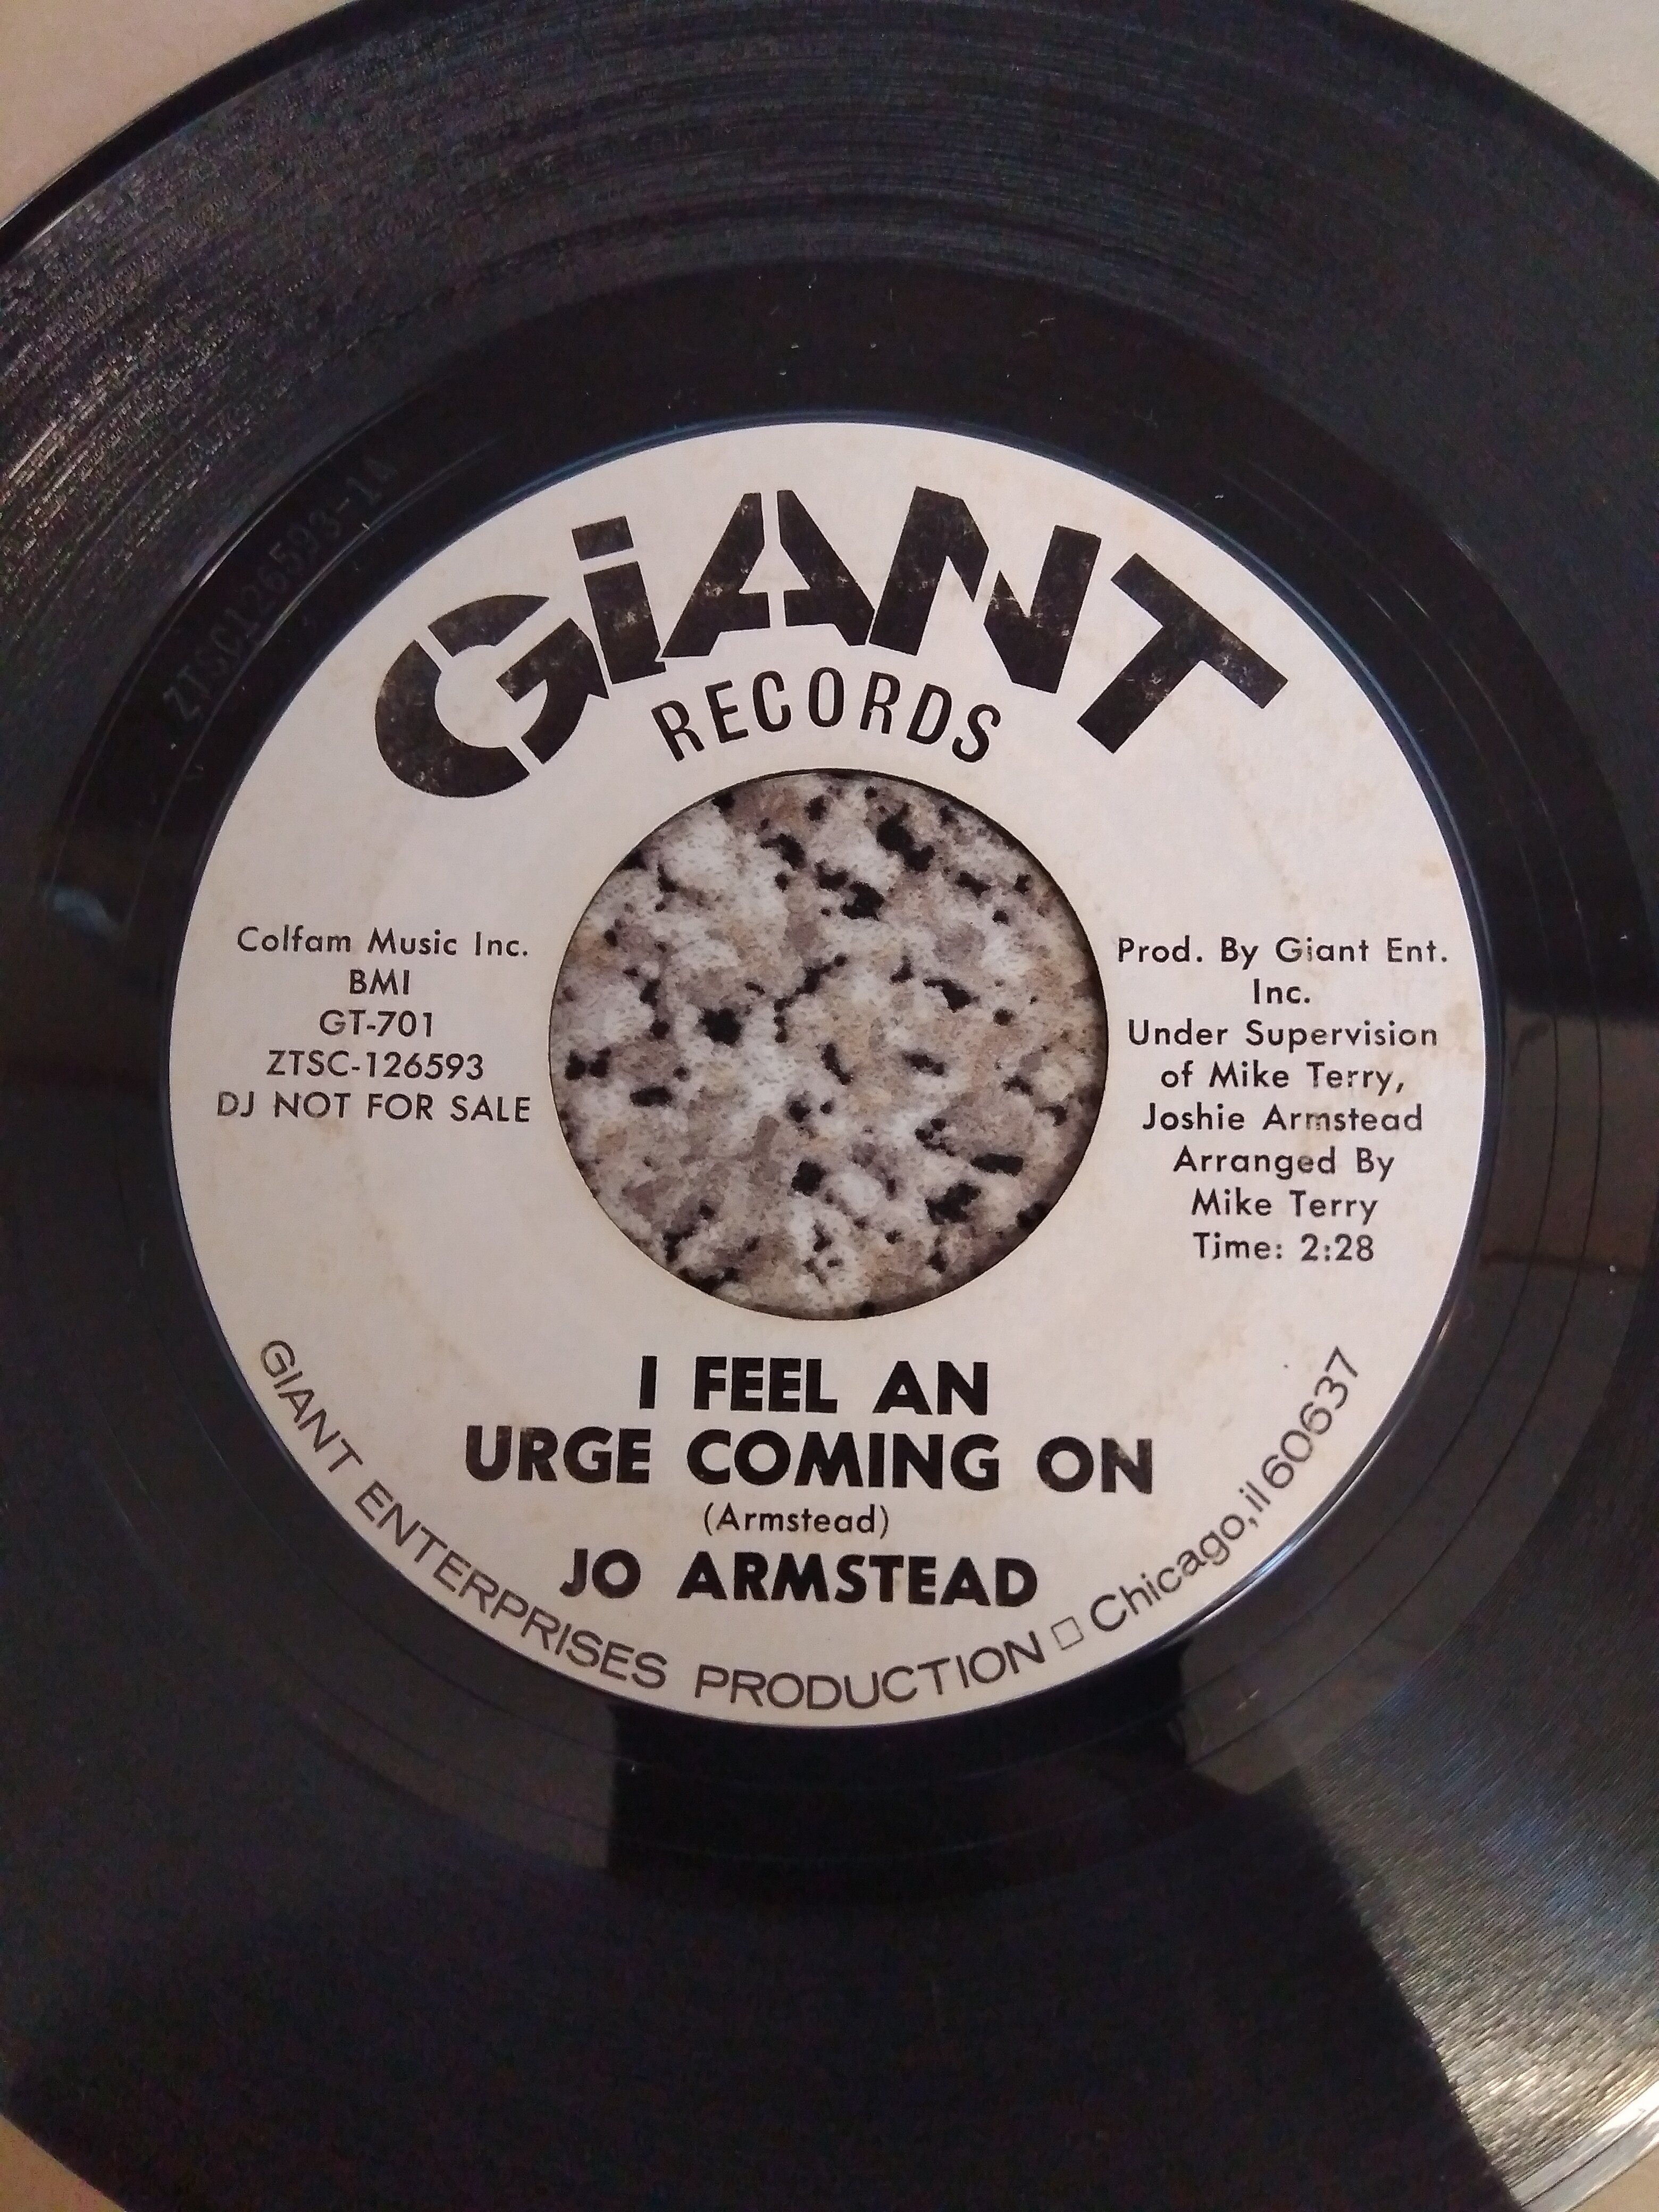 GiANT
RECORDS
Colfam Music Inc.
BMI
GT-701
ZTSC-126593
DJ NOT FOR SALE
Prod. By Giant Ent.
Inc.
Under Supervision
of Mike Terry,
Joshie Armstead
Arranged By
Mike Terry
Time: 2:28
I FEEL AN
URGE COMING ON
(Armstead)
JO ARMSTEAD
GIANT ENTERPRISES PRODUCTION □ Chicago, il 60637
ZTSC126593-1A